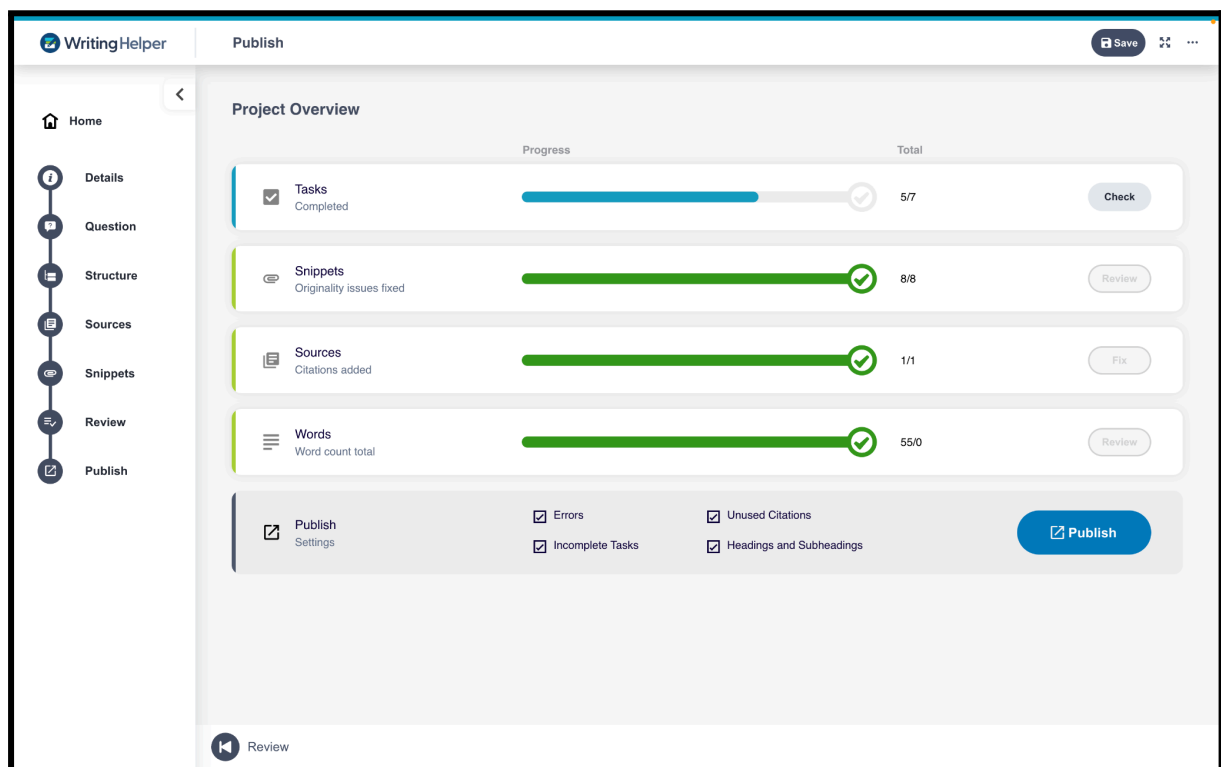 WritingHelper
Publish
Save
Home
Details
Question
Structure
Sources
Snippets
Review
Publish
Project Overview
Progress Total
Tasks
Completed
5/7
Check
Snippets
Originality issues fixed
8/8
Review
Sources
Citations added
1/1
Fix
Words
Word count total
55/0
Review
Publish
Settings
Errors
Unused Citations
Incomplete Tasks
Headings and Subheadings
Publish
Review